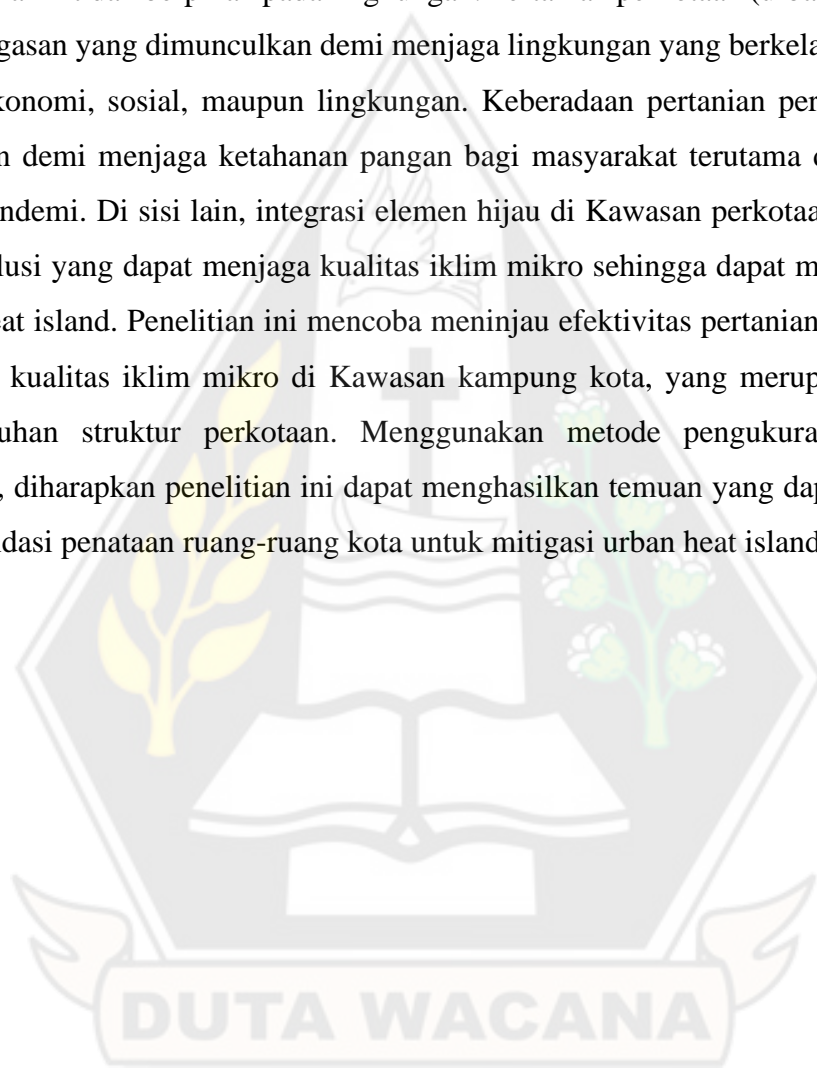 gasan yang dimunculkan demi menjaga lingkungan yang berkela
konomi, sosial, maupun lingkungan. Keberadaan pertanian per
n demi menjaga ketahanan pangan bagi masyarakat terutama
ndemi. Di sisi lain, integrasi elemen hijau di Kawasan perkotaa
lusi yang dapat menjaga kualitas iklim mikro sehingga dapat m
eat island. Penelitian ini mencoba meninjau efektivitas pertanian
kualitas iklim mikro di Kawasan kampung kota, yang merup
uhan struktur perkotaan. Menggunakan metode pengukura
, diharapkan penelitian ini dapat menghasilkan temuan yang dap
dasi penataan ruang-ruang kota untuk mitigasi urban heat island
DUTA WACANA